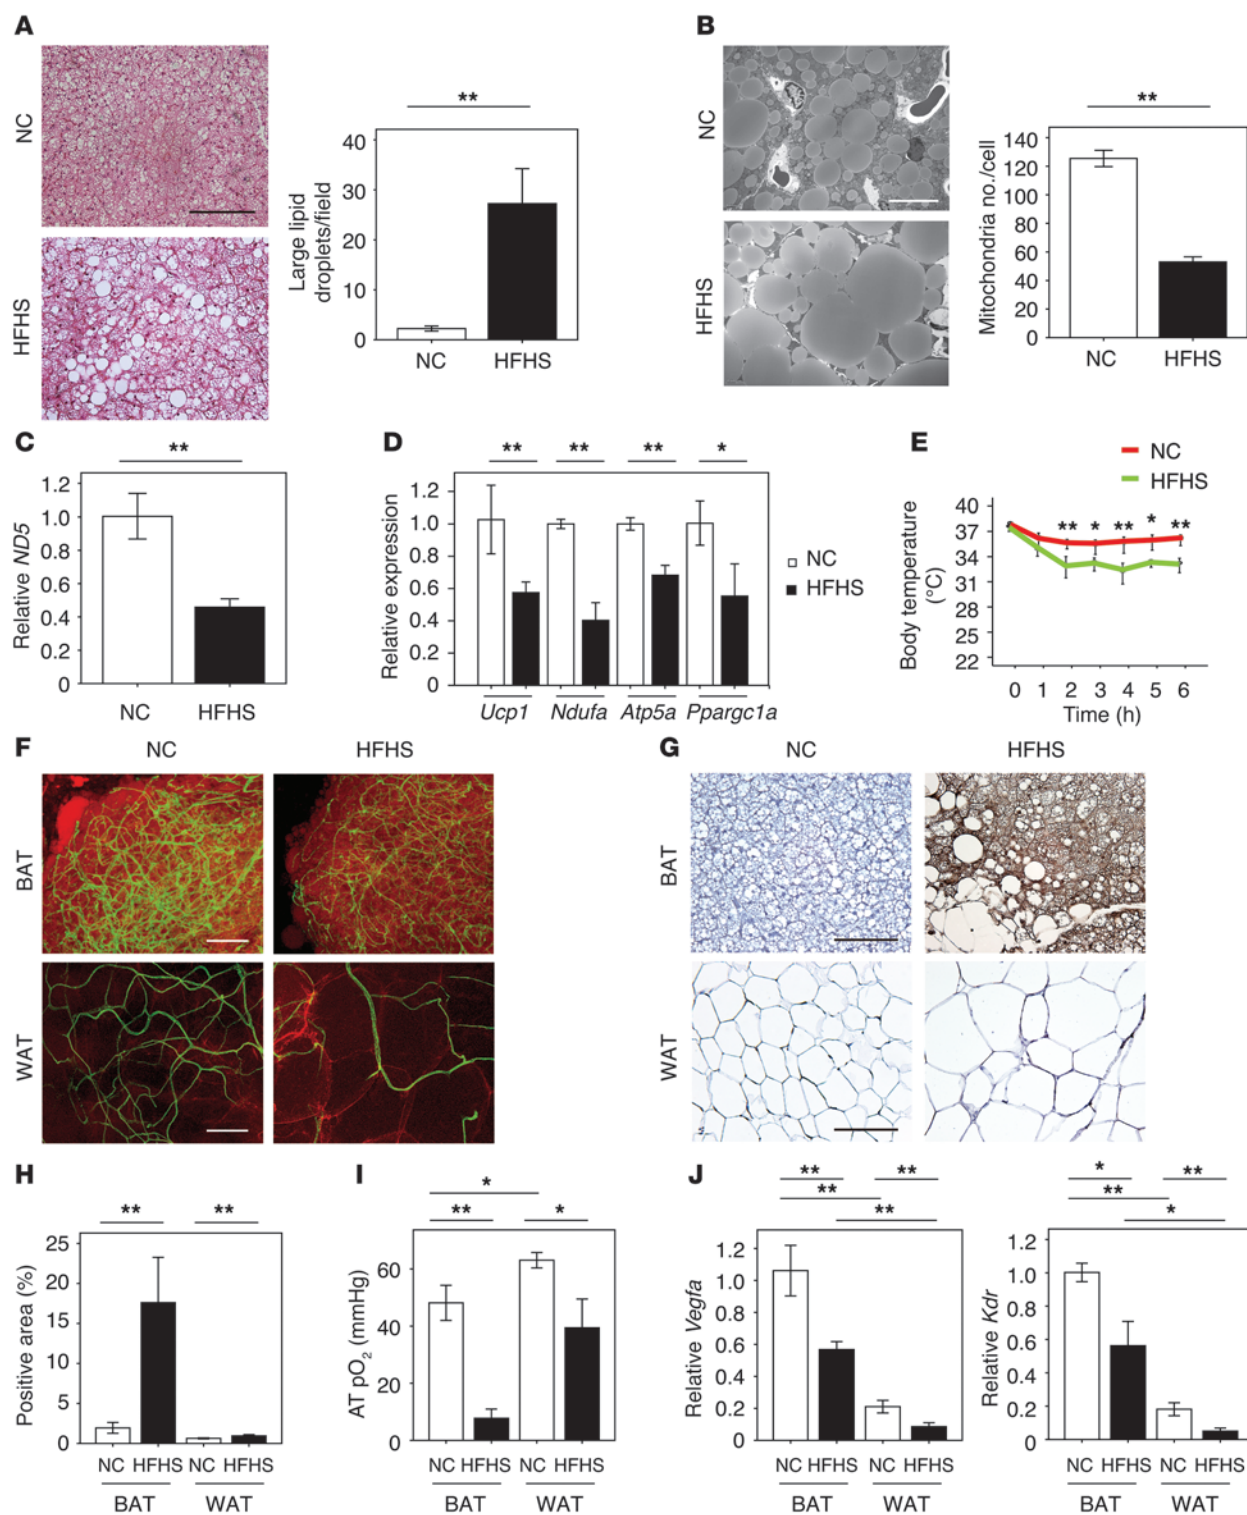 A
NC
HFHS
**
Large lipid
droplets/field
40
30
20
10
0
NC
HFHS
B
NC
HFHS
**
Mitochondria no./cell
140
120
100
80
60
40
20
0
NC
HFHS
C
**
Relative ND5
1.2
1.0
0.8
0.6
0.4
0.2
0
NC
HFHS
D
**
**
**
*
Relative expression
1.2
1.0
0.8
0.6
0.4
0.2
0
Ucp1
Ndufa
Atp5a
Ppargc1a
NC
HFHS
E
NC
HFHS
Body temperature
(°C)
40
37
34
31
28
25
22
**
*
**
*
**
0 1 2 3 4 5 6
Time (h)
F
NC
HFHS
BAT
WAT
G
NC
HFHS
BAT
WAT
H
**
**
Positive area (%)
25
20
15
10
5
0
NC HFHS NC HFHS
BAT
WAT
I
*
**
*
AT pO2 (mmHg)
60
40
20
0
NC HFHS NC HFHS
BAT
WAT
J
**
**
**
**
Relative Vegfa
1.2
1.0
0.8
0.6
0.4
0.2
0
NC HFHS NC HFHS
BAT
WAT
*
**
**
*
Relative Kdr
1.2
1.0
0.8
0.6
0.4
0.2
0
NC HFHS NC HFHS
BAT
WAT